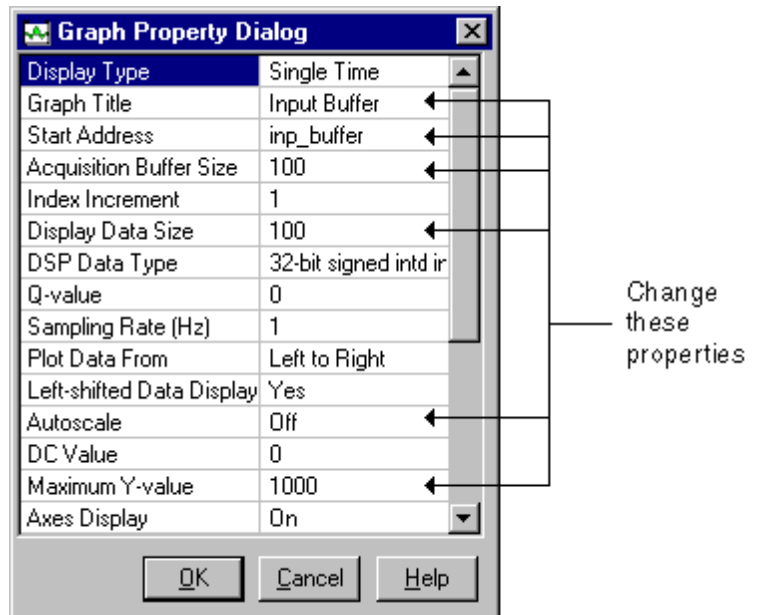 Graph Property Dialog
Display Type Single Time
Graph Title Input Buffer
Start Address inp_buffer
Acquisition Buffer Size 100
Index Increment 1
Display Data Size 100
DSP Data Type 32-bit signed intd ir
Q-value 0
Sampling Rate (Hz) 1
Plot Data From Left to Right
Left-shifted Data Display Yes
Autoscale Off
DC Value 0
Maximum Y-value 1000
Axes Display On
OK Cancel Help
Change
these
properties